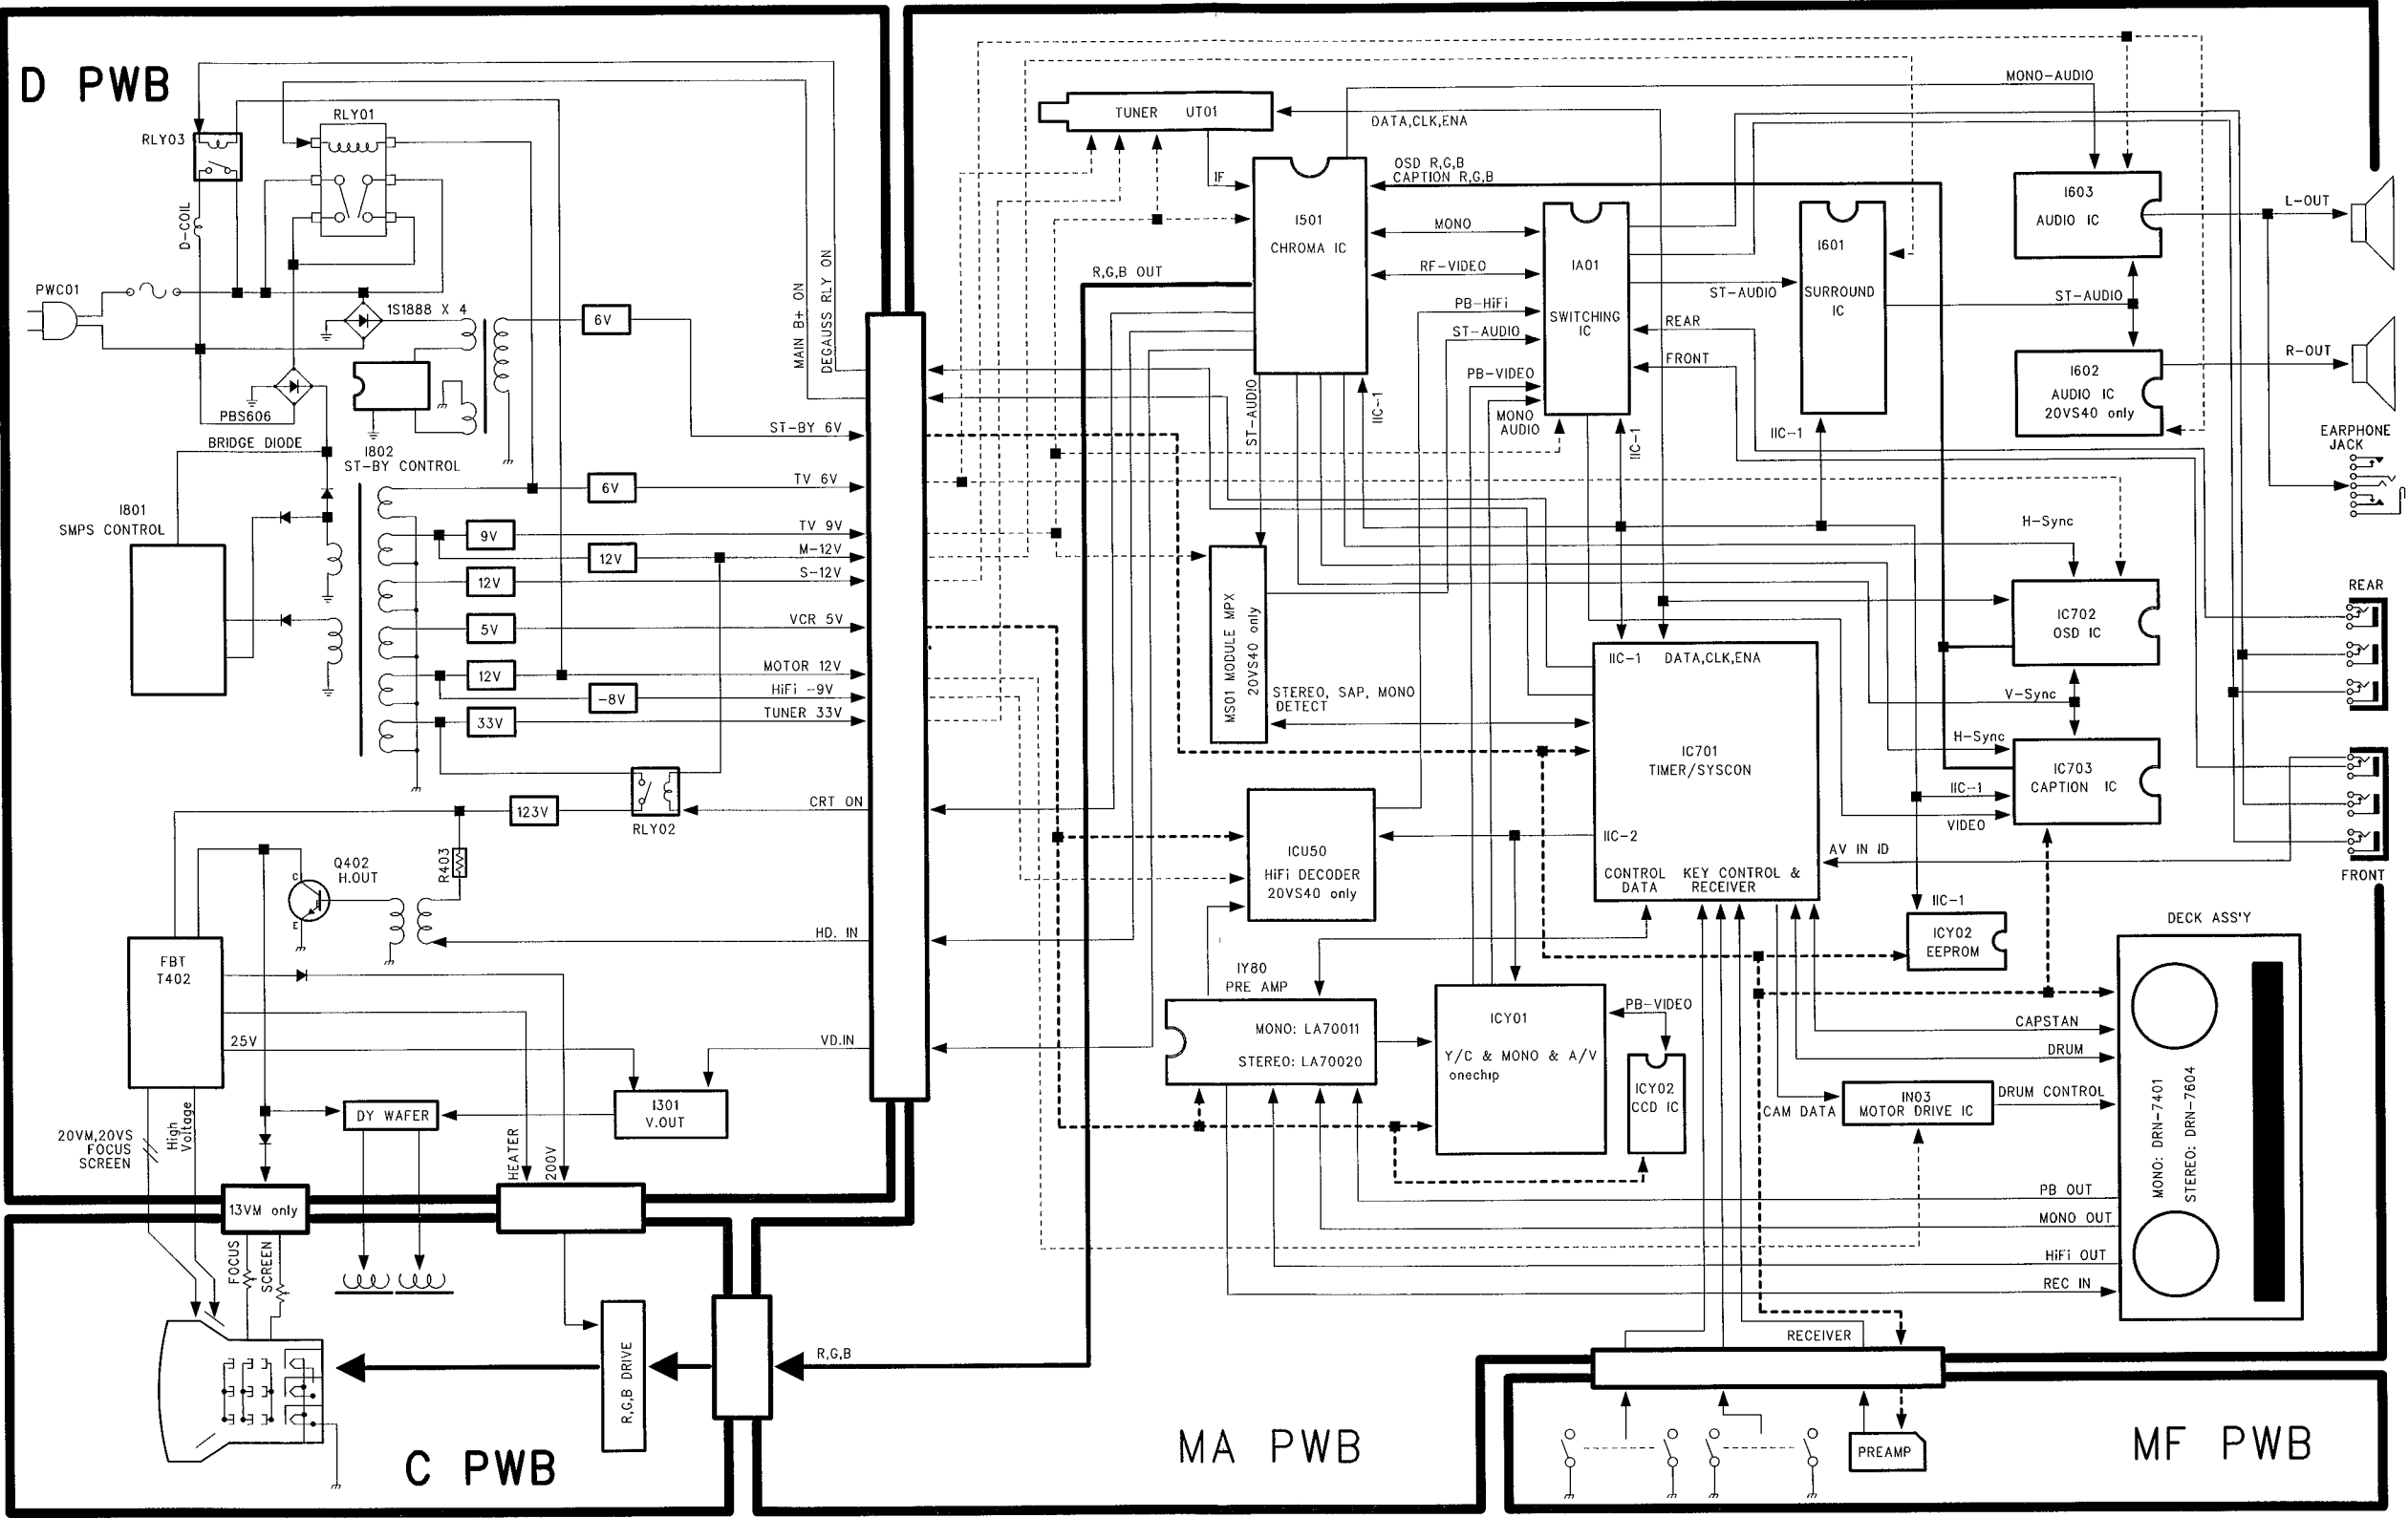 D PWB
RLY01
RLY03
D-COIL
PWC01
1S1888 X 4
6V
MAIN B+ ON
DEGAUSS RLY ON
PBS606
BRIDGE DIODE
I802
ST-BY CONTROL
ST-BY 6V
6V
TV 6V
I801
SMPS CONTROL
9V
TV 9V
12V
M-12V
12V
S-12V
5V
VCR 5V
12V
MOTOR 12V
-8V
HiFi -9V
33V
TUNER 33V
123V
RLY02
CRT ON
Q402
H.OUT
C
E
R403
HD. IN
FBT
T402
25V
VD.IN
DY WAFER
I301
V.OUT
20VM,20VS
FOCUS
SCREEN
High
Voltage
HEATER
200V
13VM only
FOCUS
SCREEN
R,G,B DRIVE
C PWB
TUNER UT01
DATA,CLK,ENA
MONO-AUDIO
IF
OSD R,G,B
CAPTION R,G,B
I501
CHROMA IC
R,G,B OUT
MONO
RF-VIDEO
PB-HiFi
ST-AUDIO
PB-VIDEO
MONO
AUDIO
IA01
SWITCHING
IC
ST-AUDIO
REAR
FRONT
I601
SURROUND
IC
I603
AUDIO IC
L-OUT
ST-AUDIO
R-OUT
I602
AUDIO IC
20VS40 only
EARPHONE
JACK
ST-AUDIO
IIC-1
IIC-1
IIC-1
H-Sync
MS01 MODULE MPX
20VS40 only
STEREO, SAP, MONO
DETECT
IIC-1 DATA,CLK,ENA
IC701
TIMER/SYSCON
IIC-2
CONTROL
DATA
KEY CONTROL &
RECEIVER
IC702
OSD IC
V-Sync
H-Sync
IC703
CAPTION IC
IIC-1
VIDEO
AV IN ID
REAR
FRONT
ICU50
HiFi DECODER
20VS40 only
IIC-1
ICY02
EEPROM
DECK ASS'Y
IY80
PRE AMP
MONO: LA70011
STEREO: LA70020
ICY01
Y/C & MONO & A/V
onechip
PB-VIDEO
ICY02
CCD IC
CAPSTAN
DRUM
CAM DATA
IN03
MOTOR DRIVE IC
DRUM CONTROL
MONO: DRN-7401
STEREO: DRN-7604
PB OUT
MONO OUT
HiFi OUT
REC IN
RECEIVER
R,G,B
PREAMP
MA PWB
MF PWB